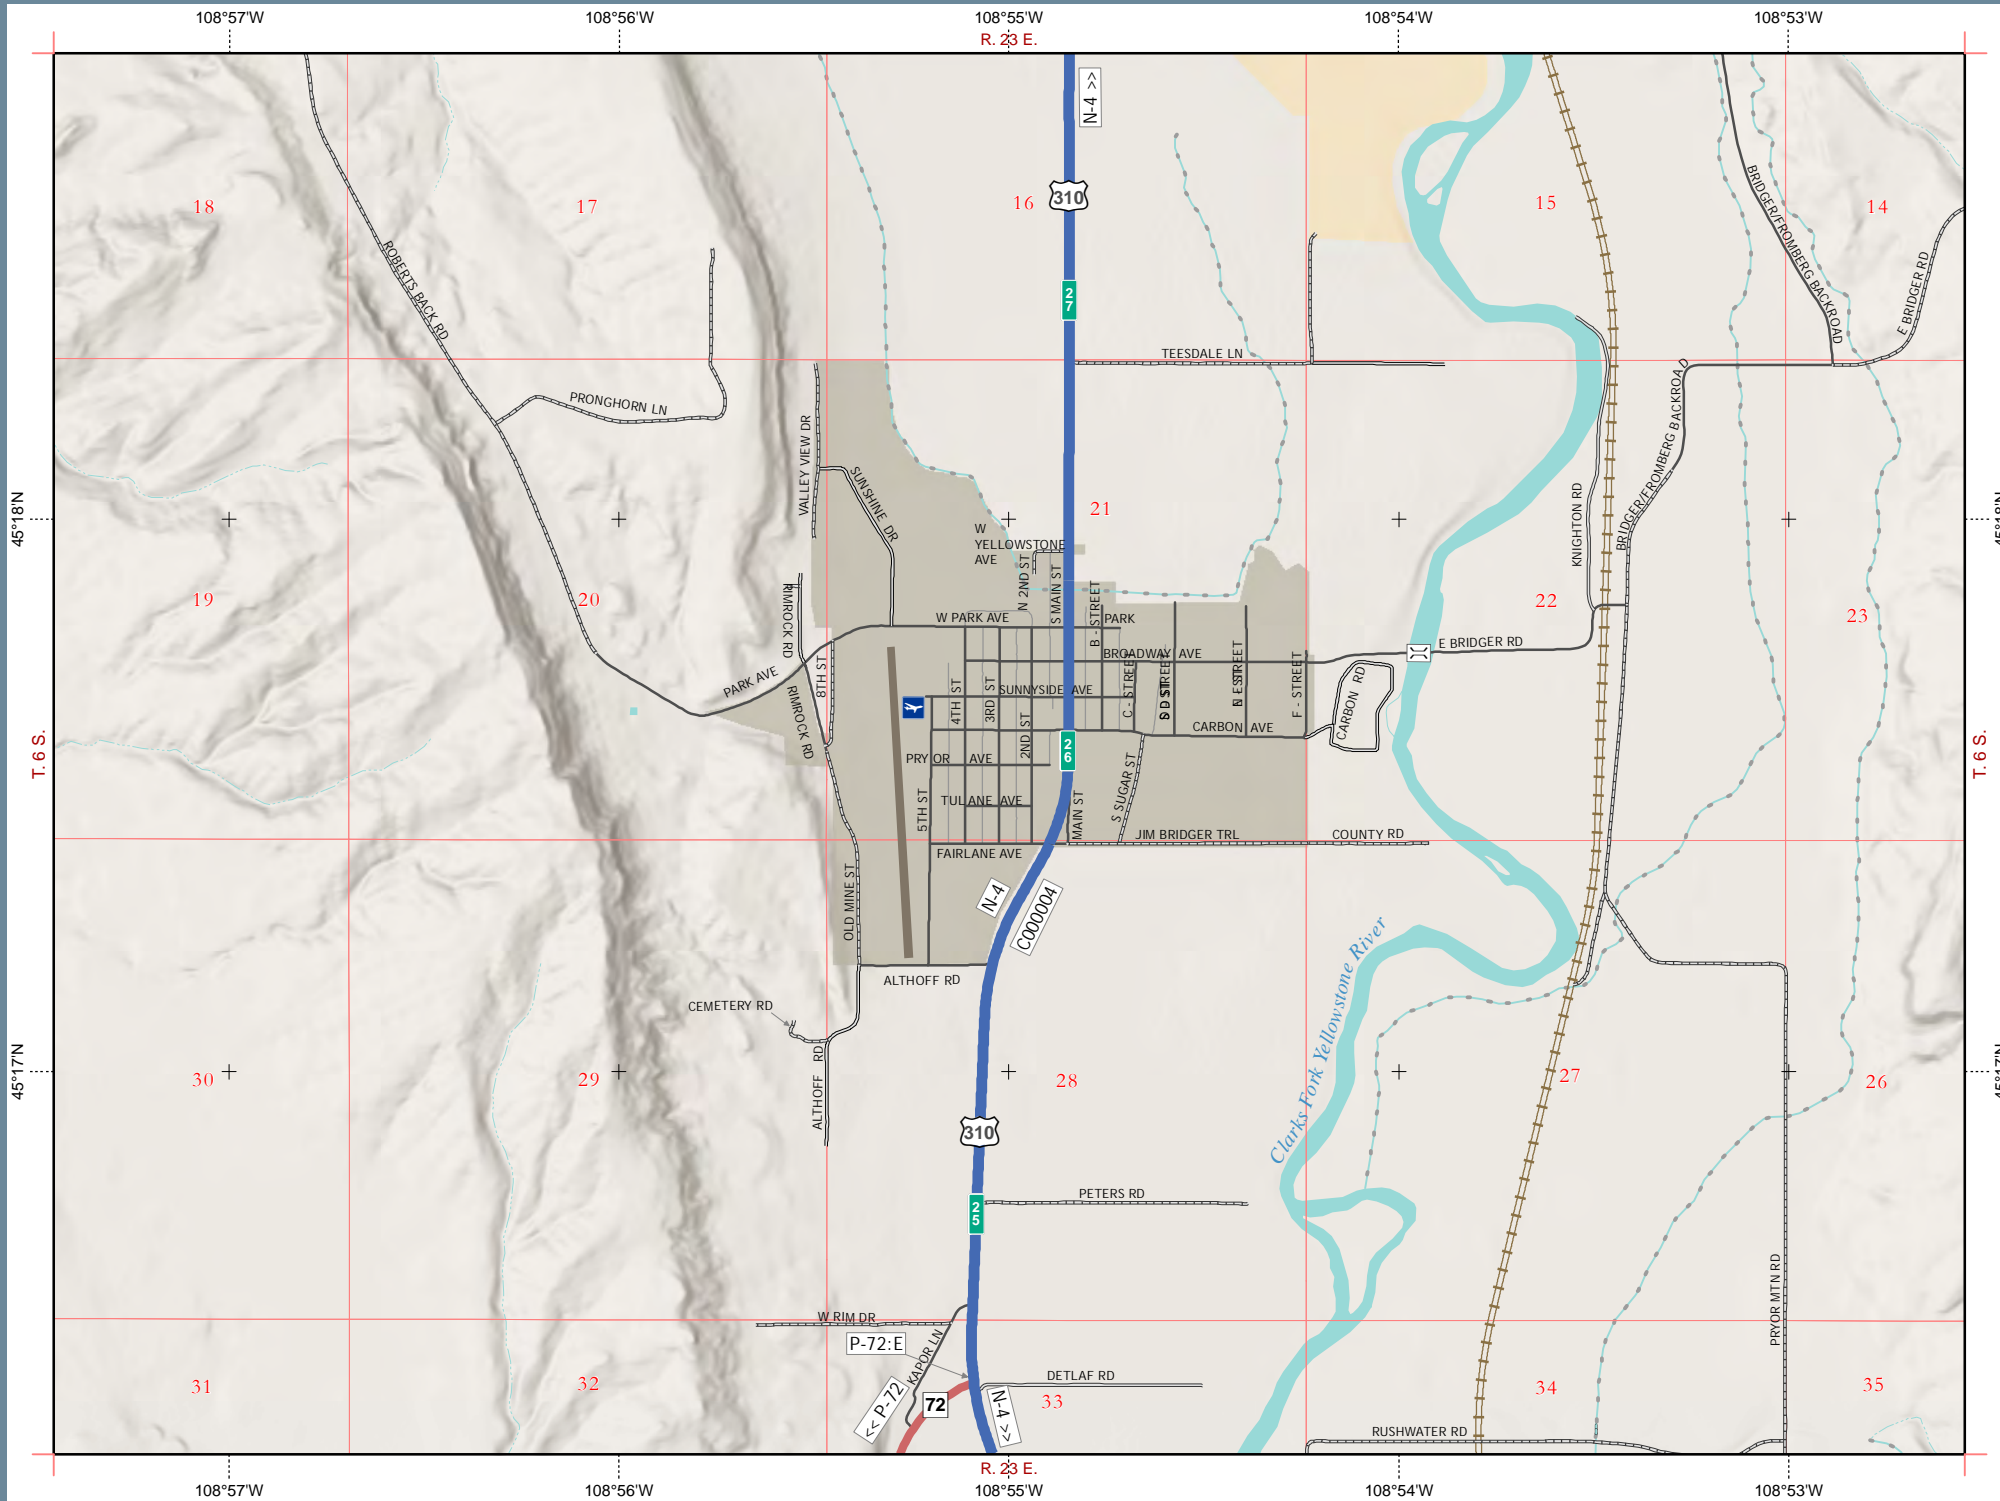 108°57'W
108°56'W
108°55'W
108°54'W
108°53'W
R. 23 E.
N-4 >>
310
18
17
16
15
14
ROBERTS BACK RD
27
BRIDGER/FROMBERG BACKROAD
E BRIDGER RD
TEESDALE LN
PRONGHORN LN
VALLEY VIEW DR
SUNSHINE DR
BRIDGER/FROMBERG BACKROAD
KNIGHTON RD
45°18'N
21
W
YELLOWSTONE
AVE
N 2ND ST
S MAIN ST
B - STREET
19
20
22
23
RIMROCK RD
W PARK AVE
PARK
BROADWAY AVE
E BRIDGER RD
8TH ST
PARK AVE
RIMROCK RD
4TH ST
3RD ST
SUNNYSIDE AVE
C - STREET
F - STREET
CARBON RD
2ND ST
CARBON AVE
T. 6 S.
T. 6 S.
PRYOR AVE
26
S SUGAR ST
5TH ST
TULANE AVE
MAIN ST
JIM BRIDGER TRL
COUNTY RD
FAIRLANE AVE
OLD MINE ST
N-4
C000004
ALTHOFF RD
CEMETERY RD
Clarks Fork Yellowstone River
45°17'N
30
29
28
27
26
ALTHOFF RD
310
PETERS RD
25
PRYOR MTN RD
W RIM DR
P-72:E
KAPOR LN
DETLAF RD
31
32
33
34
35
<< P-72
72
N-4 >>
RUSHWATER RD
R. 23 E.
108°57'W
108°56'W
108°55'W
108°54'W
108°53'W